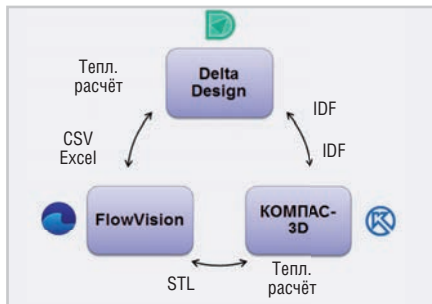 Тепл.
расчёт
Delta
Design
CSV
Excel
IDF
IDF
FlowVision
КОМПАС-
3D
STL
Тепл.
расчёт